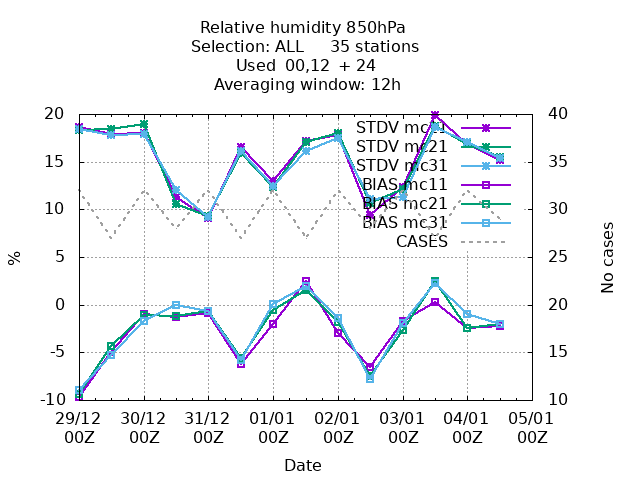 Relative humidity 850hPa
Selection: ALL 35 stations
Used 00,12 + 24
Averaging window: 12h
20 40
STDV mc11
STDV mc21
15 35
STDV mc31
BIAS mc11
10 30
BIAS mc21
BIAS mc31
CASES
5 25
% No cases
0 20
-5 15
-10 10
29/12 30/12 31/12 01/01 02/01 03/01 04/01 05/01
00Z 00Z 00Z 00Z 00Z 00Z 00Z 00Z
Date